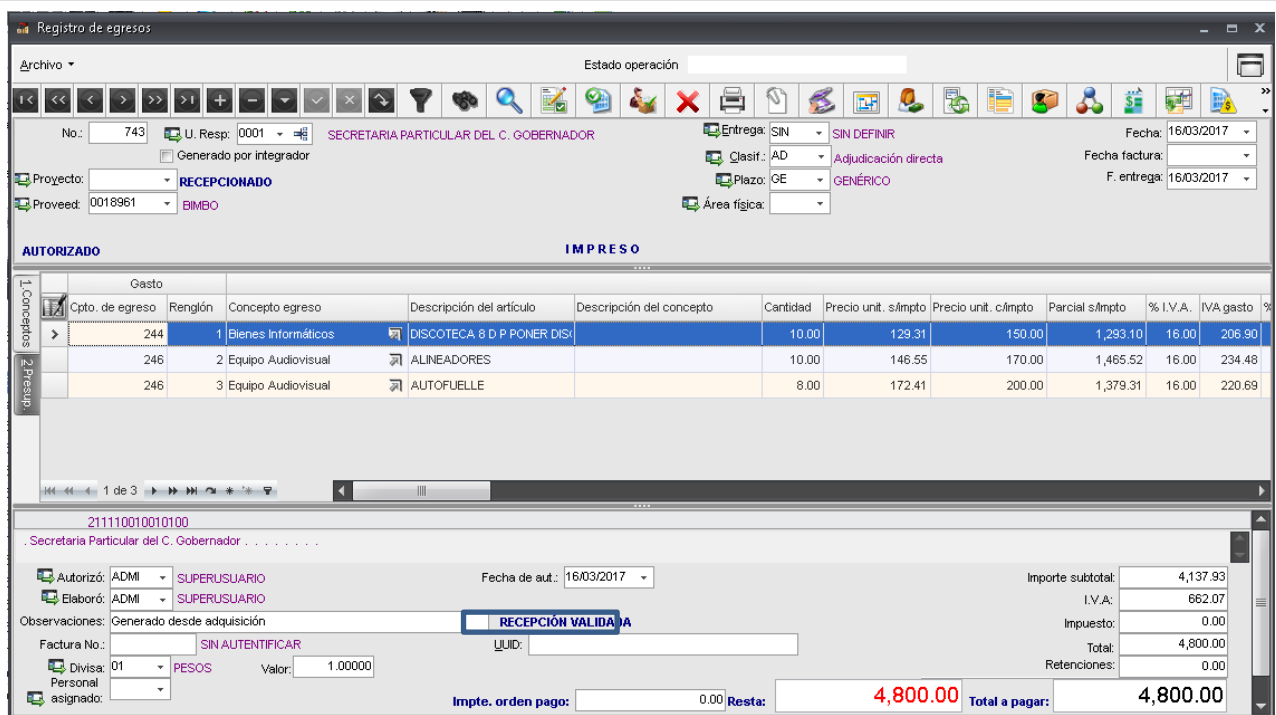 Registro de egresos
Archivo
Estado operación
No.: 743 U. Resp: 0001 SECRETARIA PARTICULAR DEL C. GOBERNADOR Entrega: SIN SIN DEFINIR Fecha: 16/03/2017
Generado por integrador Clasif.: AD Adjudicación directa Fecha factura:
Proyecto: RECEPCIONADO Plazo: GE GENÉRICO F. entrega: 16/03/2017
Proveed: 0018961 BIMBO Área física:
AUTORIZADO IMPRESO
1.Conceptos
2.Presup.
Gasto
Cpto. de egreso Renglón Concepto egreso Descripción del artículo Descripción del concepto Cantidad Precio unit. s/impto Precio unit. c/impto Parcial s/impto % I.V.A. IVA gasto %
244 1 Bienes Informáticos DISCOTECA 8 D P PONER DISC 10.00 129.31 150.00 1,293.10 16.00 206.90
246 2 Equipo Audiovisual ALINEADORES 10.00 146.55 170.00 1,465.52 16.00 234.48
246 3 Equipo Audiovisual AUTOFUELLE 8.00 172.41 200.00 1,379.31 16.00 220.69
1 de 3
211110010010100
. Secretaria Particular del C. Gobernador . . . . . . . .
Autorizó: ADMI SUPERUSUARIO Fecha de aut.: 16/03/2017 Importe subtotal: 4,137.93
Elaboró: ADMI SUPERUSUARIO I.V.A: 662.07
Observaciones: Generado desde adquisición RECEPCIÓN VALIDADA Impuesto: 0.00
Factura No.: SIN AUTENTIFICAR UUID: Total: 4,800.00
Divisa: 01 PESOS Valor: 1.00000 Retenciones: 0.00
Personal asignado:
Impte. orden pago: 0.00 Resta: 4,800.00 Total a pagar: 4,800.00